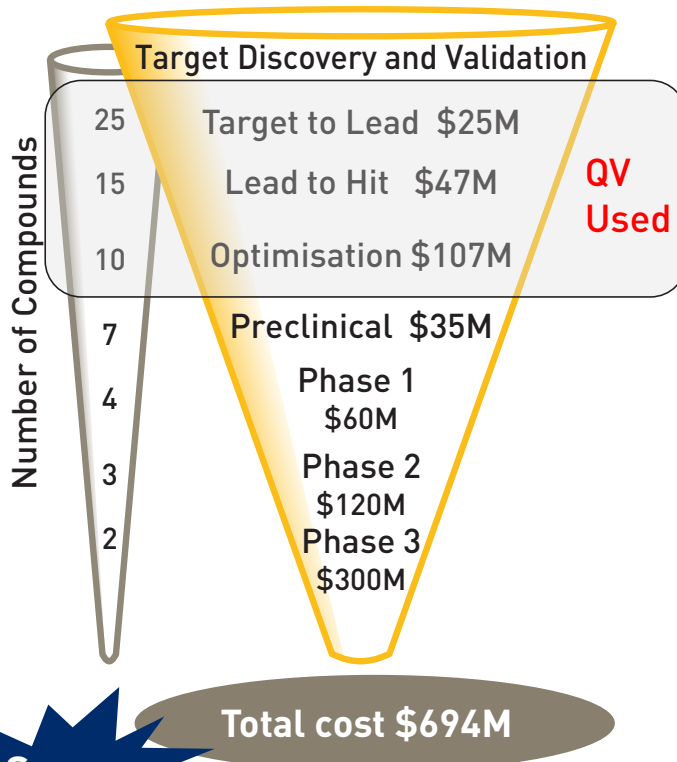 Target Discovery and Validation
Number of Compounds
25 Target to Lead $25M
15 Lead to Hit $47M
10 Optimisation $107M
QV
Used
7 Preclinical $35M
4 Phase 1
$60M
3 Phase 2
$120M
2 Phase 3
$300M
Total cost $694M